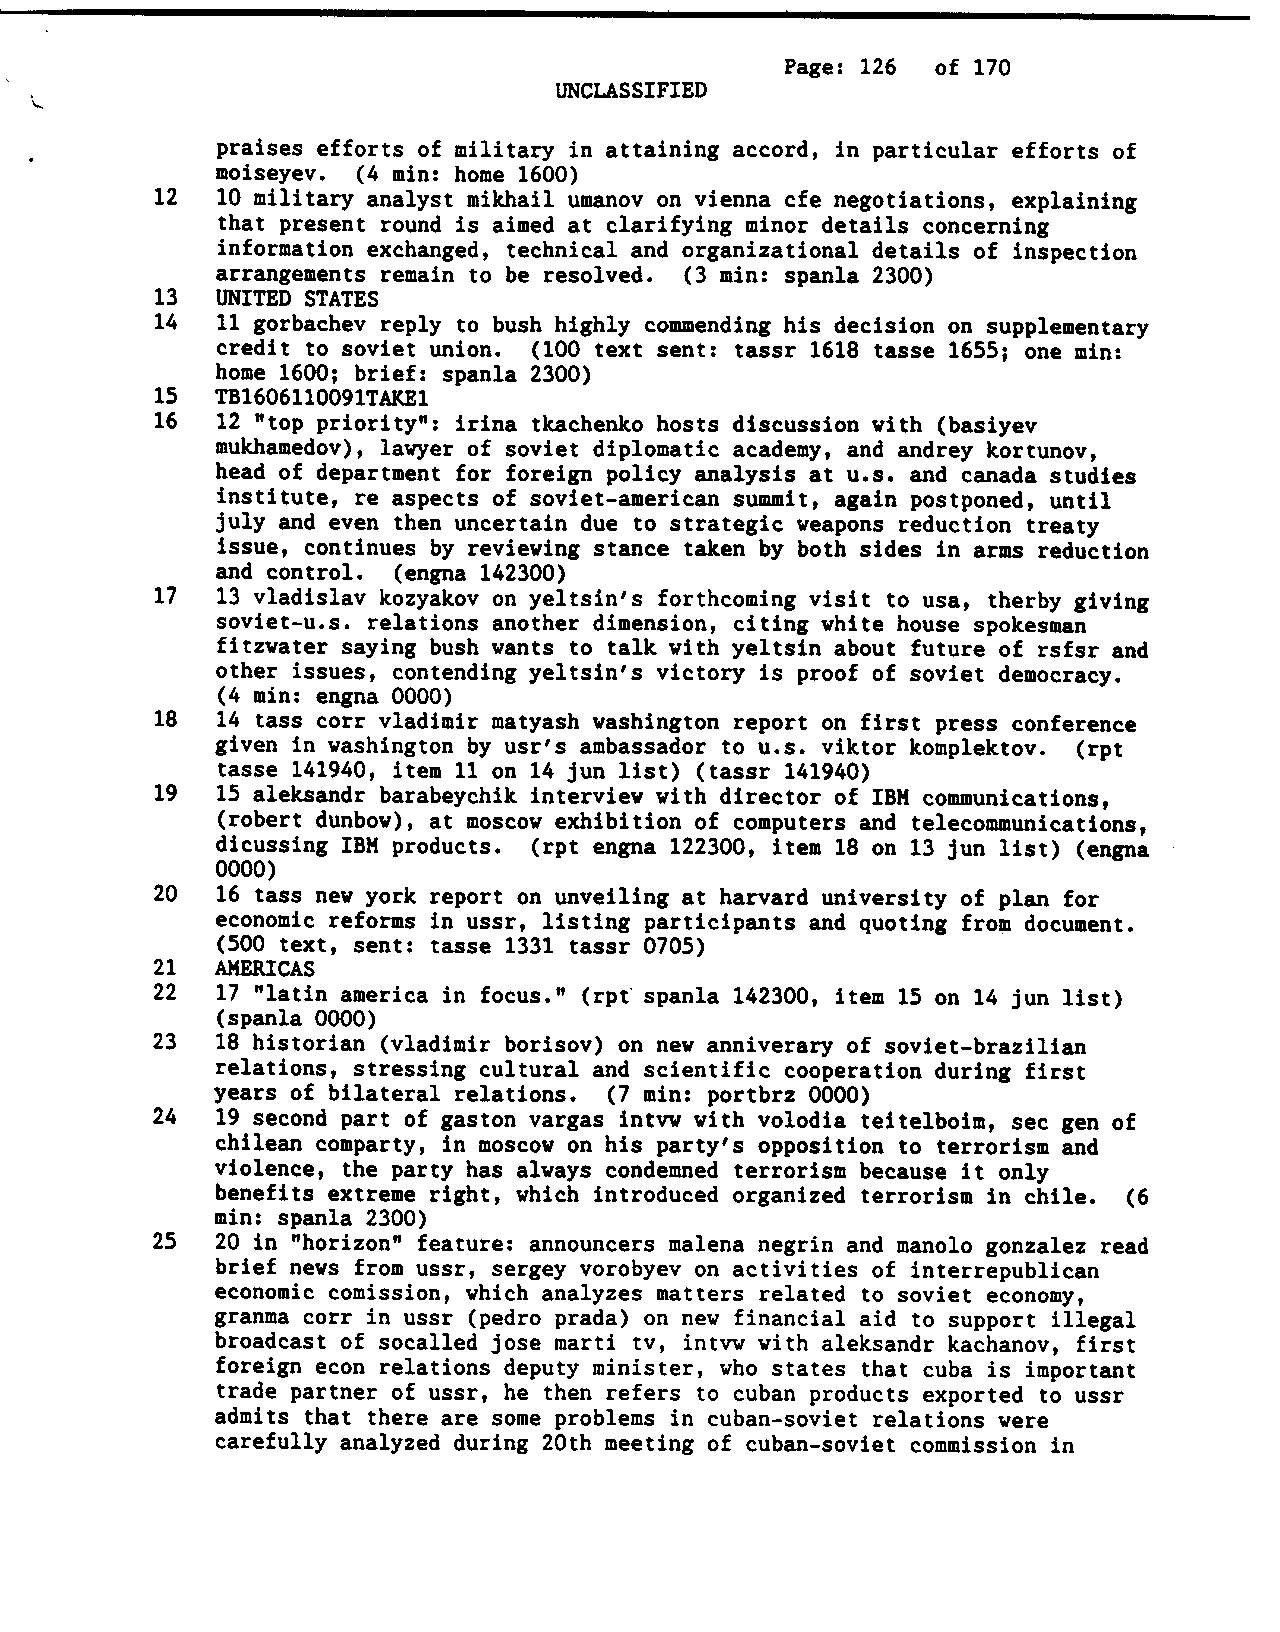 Page: 126 of 170
UNCLASSIFIED
praises efforts of military in attaining accord, in particular efforts of
moiseyev. (4 min: home 1600)
12 10 military analyst mikhail umanov on vienna cfe negotiations, explaining
that present round is aimed at clarifying minor details concerning
information exchanged, technical and organizational details of inspection
arrangements remain to be resolved. (3 min: spanla 2300)
13 UNITED STATES
14 11 gorbachev reply to bush highly commending his decision on supplementary
credit to soviet union. (100 text sent: tassr 1618 tasse 1655; one min:
home 1600; brief: spanla 2300)
15 TB1606110091TAKE1
16 12 "top priority": irina tkachenko hosts discussion with (basiyev
mukhamedov), lawyer of soviet diplomatic academy, and andrey kortunov,
head of department for foreign policy analysis at u.s. and canada studies
institute, re aspects of soviet-american summit, again postponed, until
july and even then uncertain due to strategic weapons reduction treaty
issue, continues by reviewing stance taken by both sides in arms reduction
and control. (engna 142300)
17 13 vladislav kozyakov on yeltsin's forthcoming visit to usa, therby giving
soviet-u.s. relations another dimension, citing white house spokesman
fitzwater saying bush wants to talk with yeltsin about future of rsfsr and
other issues, contending yeltsin's victory is proof of soviet democracy.
(4 min: engna 0000)
18 14 tass corr vladimir matyash washington report on first press conference
given in washington by usr's ambassador to u.s. viktor komplektov. (rpt
tasse 141940, item 11 on 14 jun list) (tassr 141940)
19 15 aleksandr barabeychik interview with director of IBM communications,
(robert dunbow), at moscow exhibition of computers and telecommunications,
dicussing IBM products. (rpt engna 122300, item 18 on 13 jun list) (engna
0000)
20 16 tass new york report on unveiling at harvard university of plan for
economic reforms in ussr, listing participants and quoting from document.
(500 text, sent: tasse 1331 tassr 0705)
21 AMERICAS
22 17 "latin america in focus." (rpt spanla 142300, item 15 on 14 jun list)
(spanla 0000)
23 18 historian (vladimir borisov) on new anniverary of soviet-brazilian
relations, stressing cultural and scientific cooperation during first
years of bilateral relations. (7 min: portbrz 0000)
24 19 second part of gaston vargas intvw with volodia teitelboim, sec gen of
chilean comparty, in moscow on his party's opposition to terrorism and
violence, the party has always condemned terrorism because it only
benefits extreme right, which introduced organized terrorism in chile. (6
min: spanla 2300)
25 20 in "horizon" feature: announcers malena negrin and manolo gonzalez read
brief news from ussr, sergey vorobyev on activities of interrepublican
economic comission, which analyzes matters related to soviet economy,
granma corr in ussr (pedro prada) on new financial aid to support illegal
broadcast of socalled jose marti tv, intvw with aleksandr kachanov, first
foreign econ relations deputy minister, who states that cuba is important
trade partner of ussr, he then refers to cuban products exported to ussr
admits that there are some problems in cuban-soviet relations were
carefully analyzed during 20th meeting of cuban-soviet commission in